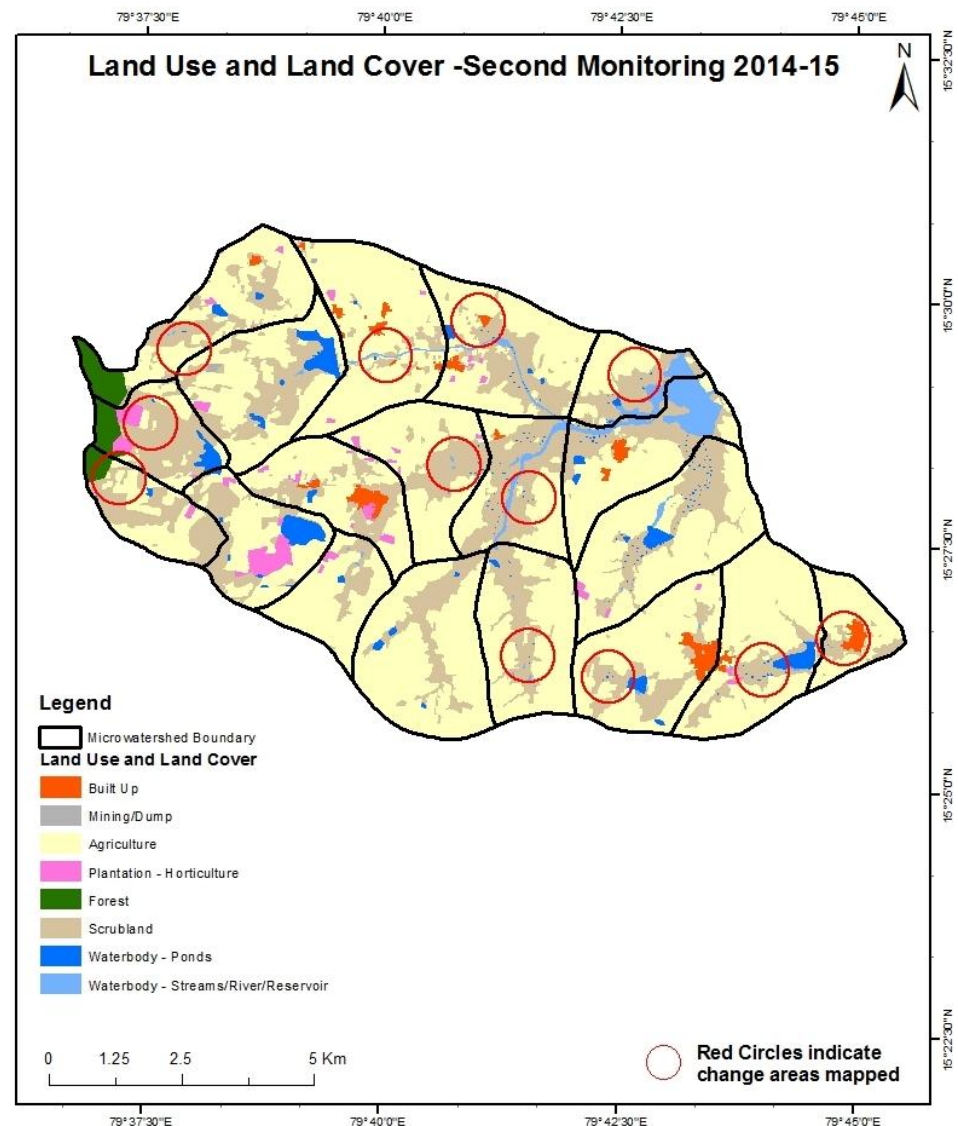 79°37'30"E 79°40'0"E 79°42'30"E 79°45'0"E
Land Use and Land Cover -Second Monitoring 2014-15
N
15°32'30"N
15°30'0"N
15°27'30"N
15°25'0"N
15°22'30"N
Legend
Microwatershed Boundary
Land Use and Land Cover
Built Up
Mining/Dump
Agriculture
Plantation - Horticulture
Forest
Scrubland
Waterbody - Ponds
Waterbody - Streams/River/Reservoir
0 1.25 2.5 5 Km
Red Circles indicate
change areas mapped
79°37'30"E 79°40'0"E 79°42'30"E 79°45'0"E